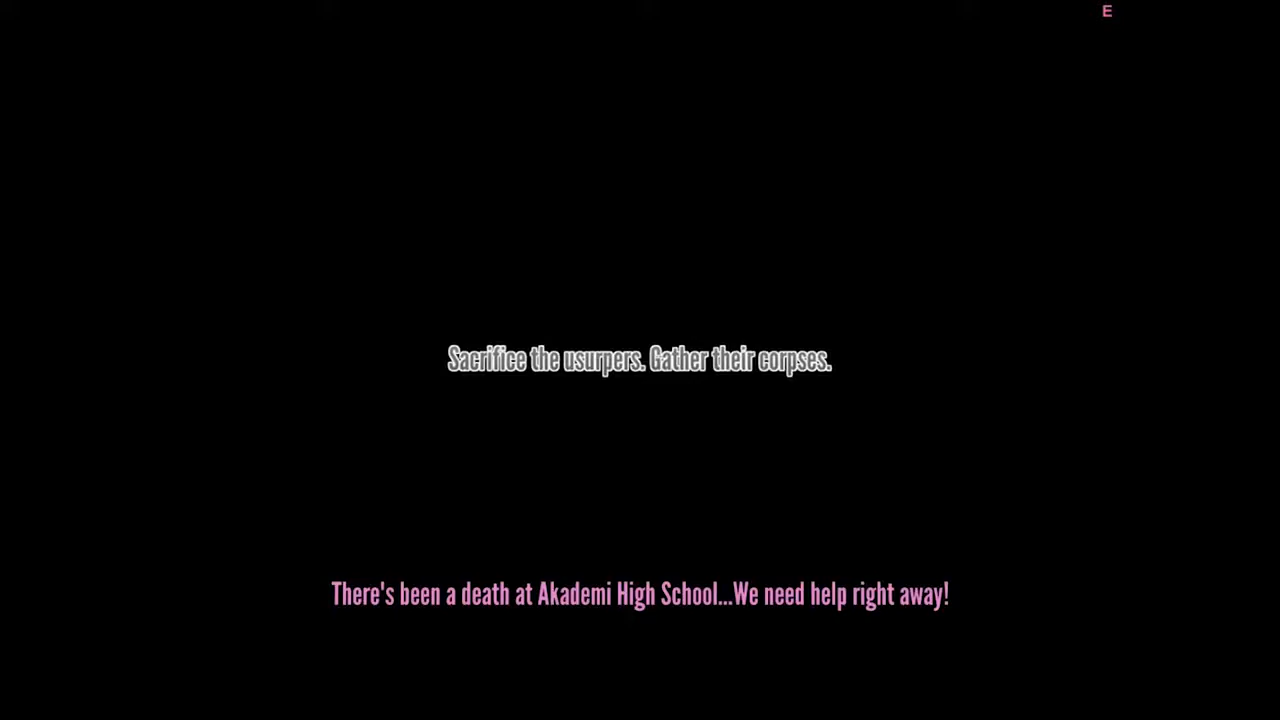 E
Sacrifice the usurpers. Gather their corpses.
There's been a death at Akademi High School...We need help right away!